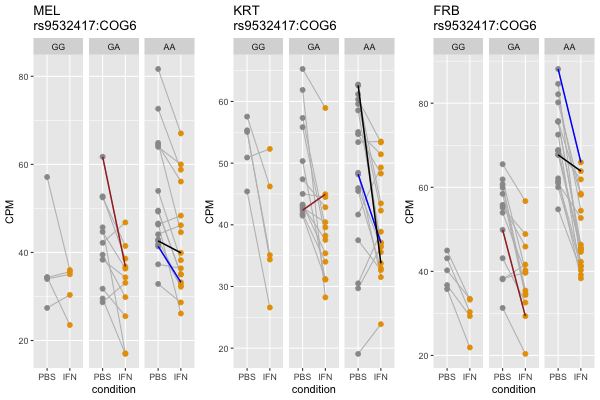 MEL
rs9532417:COG6
GG GA AA
80
60
40
20
CPM
PBS IFN PBS IFN PBS IFN
condition
KRT
rs9532417:COG6
GG GA AA
60
50
40
30
20
CPM
PBS IFN PBS IFN PBS IFN
condition
FRB
rs9532417:COG6
GG GA AA
80
60
40
20
CPM
PBS IFN PBS IFN PBS IFN
condition